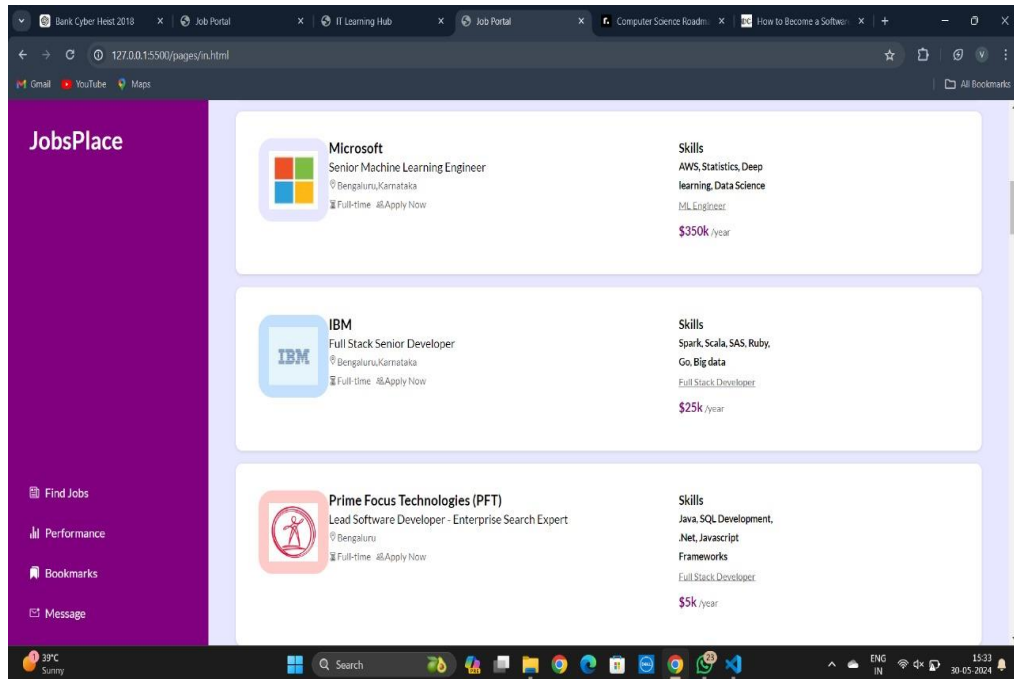 Bank Cyber Heist 2018
Job Portal
IT Learning Hub
Job Portal
Computer Science Roadm
How to Become a Softwar
127.0.0.1:5500/pages/in.html
V
Gmail
YouTube
Maps
All Bookmarks
JobsPlace
Microsoft
Senior Machine Learning Engineer
Bengaluru,Karnataka
Full-time Apply Now
Skills
AWS, Statistics, Deep
learning, Data Science
ML Engineer
$350k /year
IBM
IBM
Full Stack Senior Developer
Bengaluru,Karnataka
Full-time Apply Now
Skills
Spark, Scala, SAS, Ruby,
Go, Big data
Full Stack Developer
$25k /year
Prime Focus Technologies (PFT)
Lead Software Developer - Enterprise Search Expert
Bengaluru
Full-time Apply Now
Skills
Java, SQL Development,
.Net, Javascript
Frameworks
Full Stack Developer
$5k /year
Find Jobs
Performance
Bookmarks
Message
1
39°C
Sunny
Search
DELL
23
ENG
IN
15:33
30-05-2024